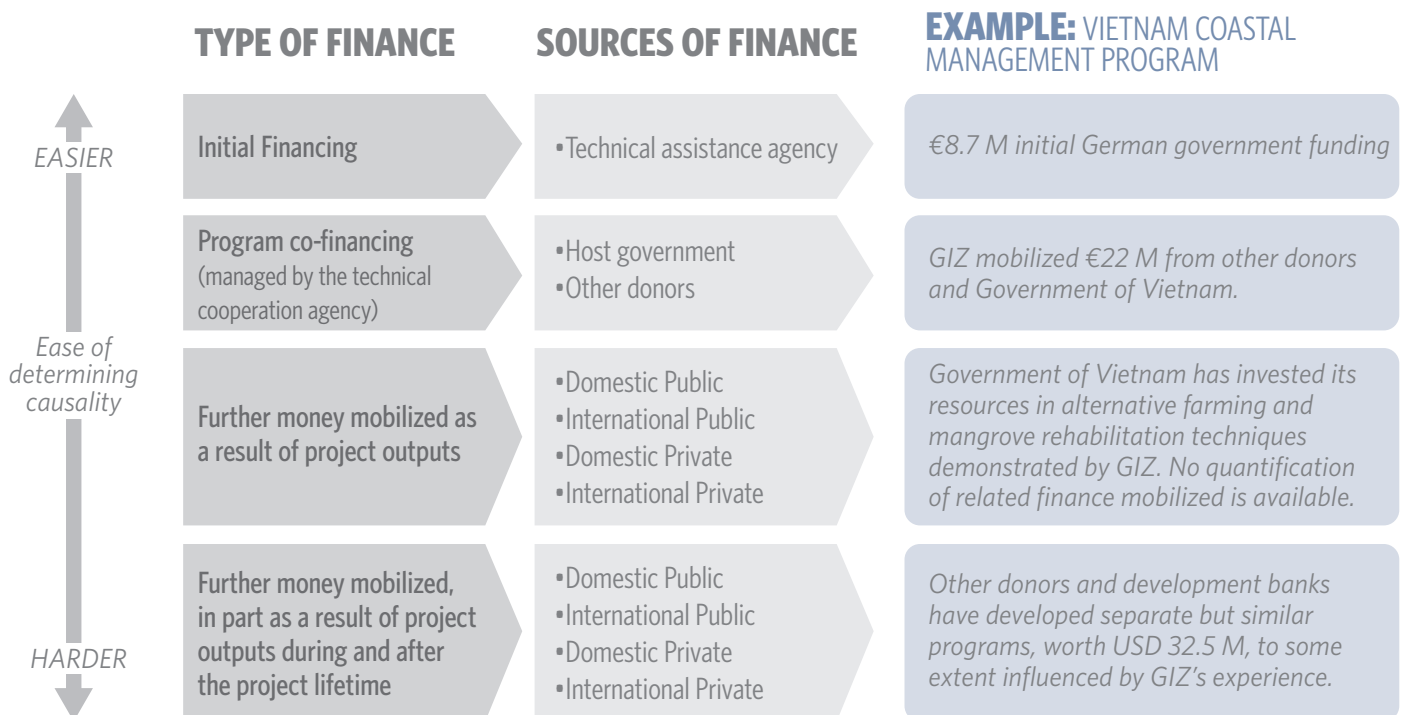 TYPE OF FINANCE
SOURCES OF FINANCE
EXAMPLE: VIETNAM COASTAL
MANAGEMENT PROGRAM
EASIER
Ease of
determining
causality
HARDER
Initial Financing
•Technical assistance agency
€8.7 M initial German government funding
Program co-financing
(managed by the technical
cooperation agency)
•Host government
•Other donors
GIZ mobilized €22 M from other donors
and Government of Vietnam.
Further money mobilized as
a result of project outputs
•Domestic Public
•International Public
•Domestic Private
•International Private
Government of Vietnam has invested its
resources in alternative farming and
mangrove rehabilitation techniques
demonstrated by GIZ. No quantification
of related finance mobilized is available.
Further money mobilized,
in part as a result of project
outputs during and after
the project lifetime
•Domestic Public
•International Public
•Domestic Private
•International Private
Other donors and development banks
have developed separate but similar
programs, worth USD 32.5 M, to some
extent influenced by GIZ's experience.